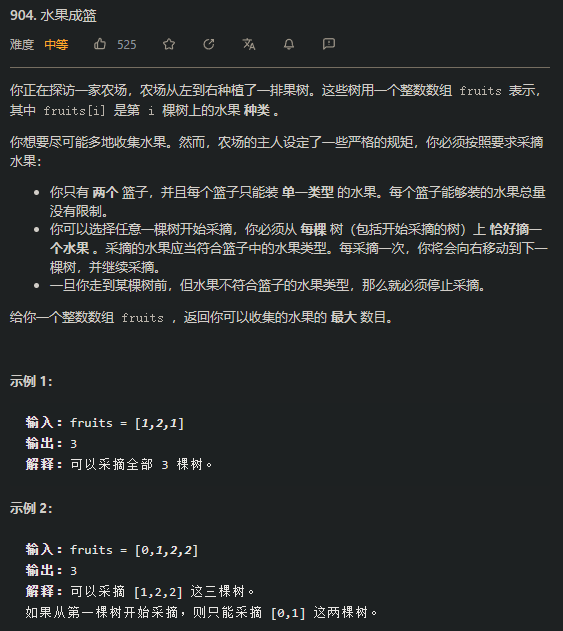 904. 水果成篮
难度 中等 525
你正在探访一家农场，农场从左到右种植了一排果树。这些树用一个整数数组 fruits 表示，
其中 fruits[i] 是第 i 棵树上的水果 种类 。
你想要尽可能多地收集水果。然而，农场的主人设定了一些严格的规矩，你必须按照要求采摘
水果：
• 你只有 两个 篮子，并且每个篮子只能装 单一类型 的水果。每个篮子能够装的水果总量
没有限制。
• 你可以选择任意一棵树开始采摘，你必须从 每棵 树（包括开始采摘的树）上 恰好摘一
个水果 。采摘的水果应当符合篮子中的水果类型。每采摘一次，你将会向右移动到下一
棵树，并继续采摘。
• 一旦你走到某棵树前，但水果不符合篮子的水果类型，那么就必须停止采摘。
给你一个整数数组 fruits ，返回你可以收集的水果的 最大 数目。
示例 1：
输入：fruits = [1,2,1]
输出：3
解释：可以采摘全部 3 棵树。
示例 2：
输入：fruits = [0,1,2,2]
输出：3
解释：可以采摘 [1,2,2] 这三棵树。
如果从第一棵树开始采摘，则只能采摘 [0,1] 这两棵树。